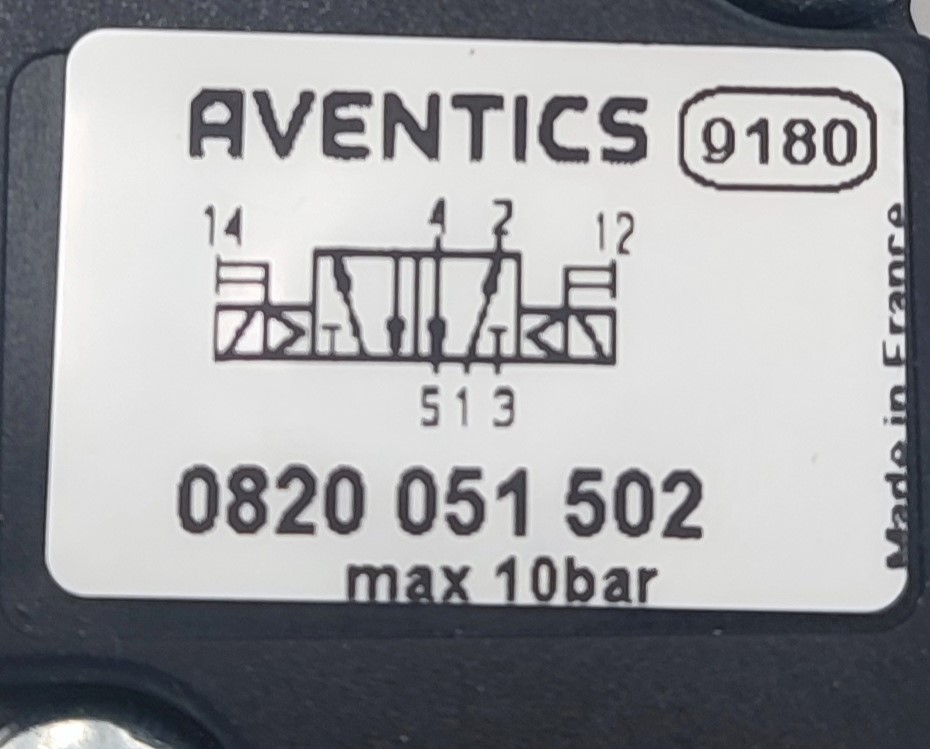 AVENTICS 9180
14 4 2 12
5 1 3
0820 051 502
max 10bar
Made in France